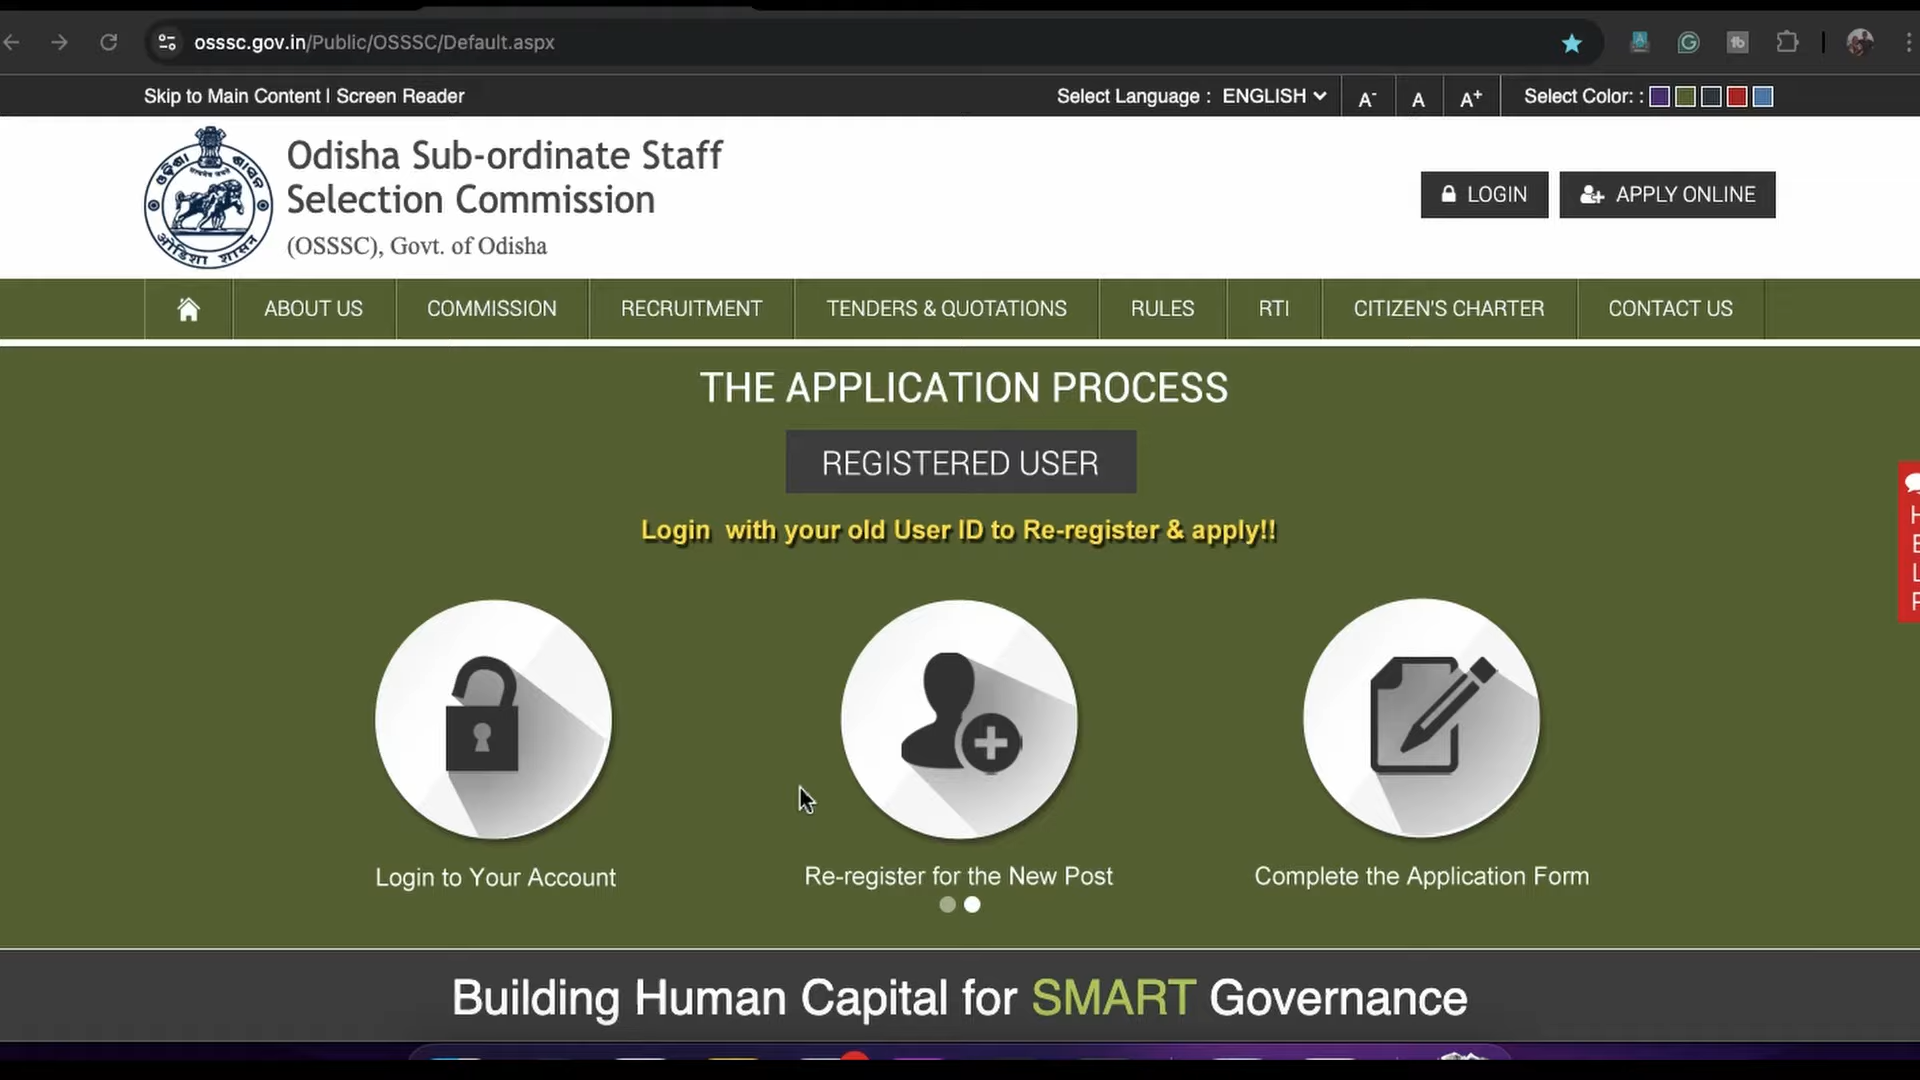 osssc.gov.in/Public/OSSSC/Default.aspx
Skip to Main Content | Screen Reader
Select Language : ENGLISH
A-
A
A+
Select Color: :
Odisha Sub-ordinate Staff
Selection Commission
(OSSSC), Govt. of Odisha
LOGIN
APPLY ONLINE
ABOUT US
COMMISSION
RECRUITMENT
TENDERS & QUOTATIONS
RULES
RTI
CITIZEN'S CHARTER
CONTACT US
THE APPLICATION PROCESS
REGISTERED USER
Login with your old User ID to Re-register & apply!!
Login to Your Account
Re-register for the New Post
Complete the Application Form
Building Human Capital for SMART Governance